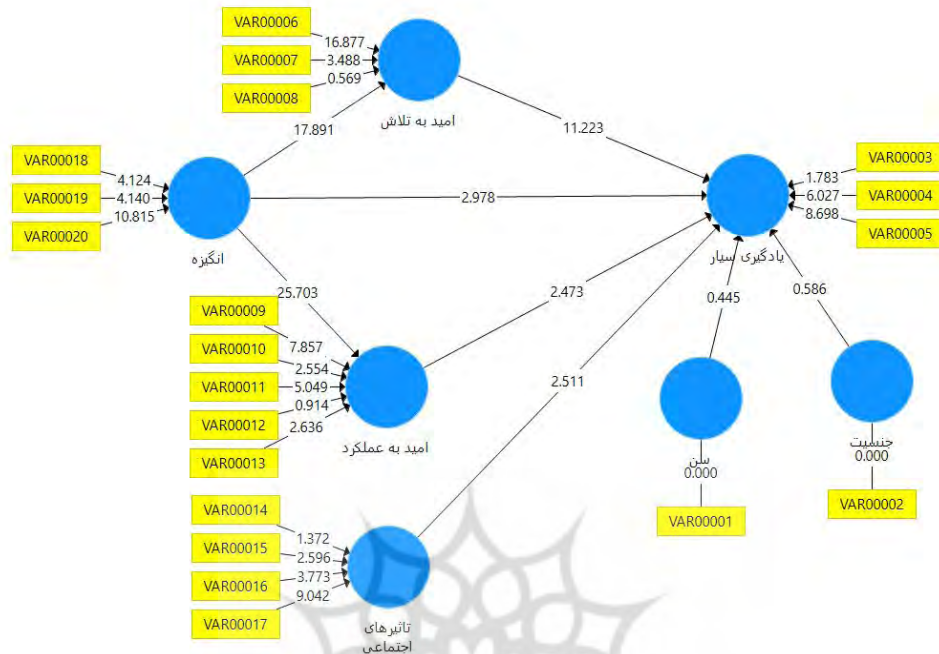 VAR00006
VAR00007
VAR00008
16.877
3.488
0.569
امید به تلاش
17.891
11.223
VAR00018
VAR00019
VAR00020
4.124
4.140
10.815
انگیزه
2.978
VAR00003
VAR00004
VAR00005
1.783
6.027
8.698
یادگیری سیار
25.703
2.473
0.445
0.586
VAR00009
VAR00010
VAR00011
VAR00012
VAR00013
7.857
2.554
5.049
0.914
2.636
امید به عملکرد
2.511
سن
0.000
VAR00001
جنسیت
0.000
VAR00002
VAR00014
VAR00015
VAR00016
VAR00017
1.372
2.596
3.773
9.042
تاثیرهای
اجتماعی